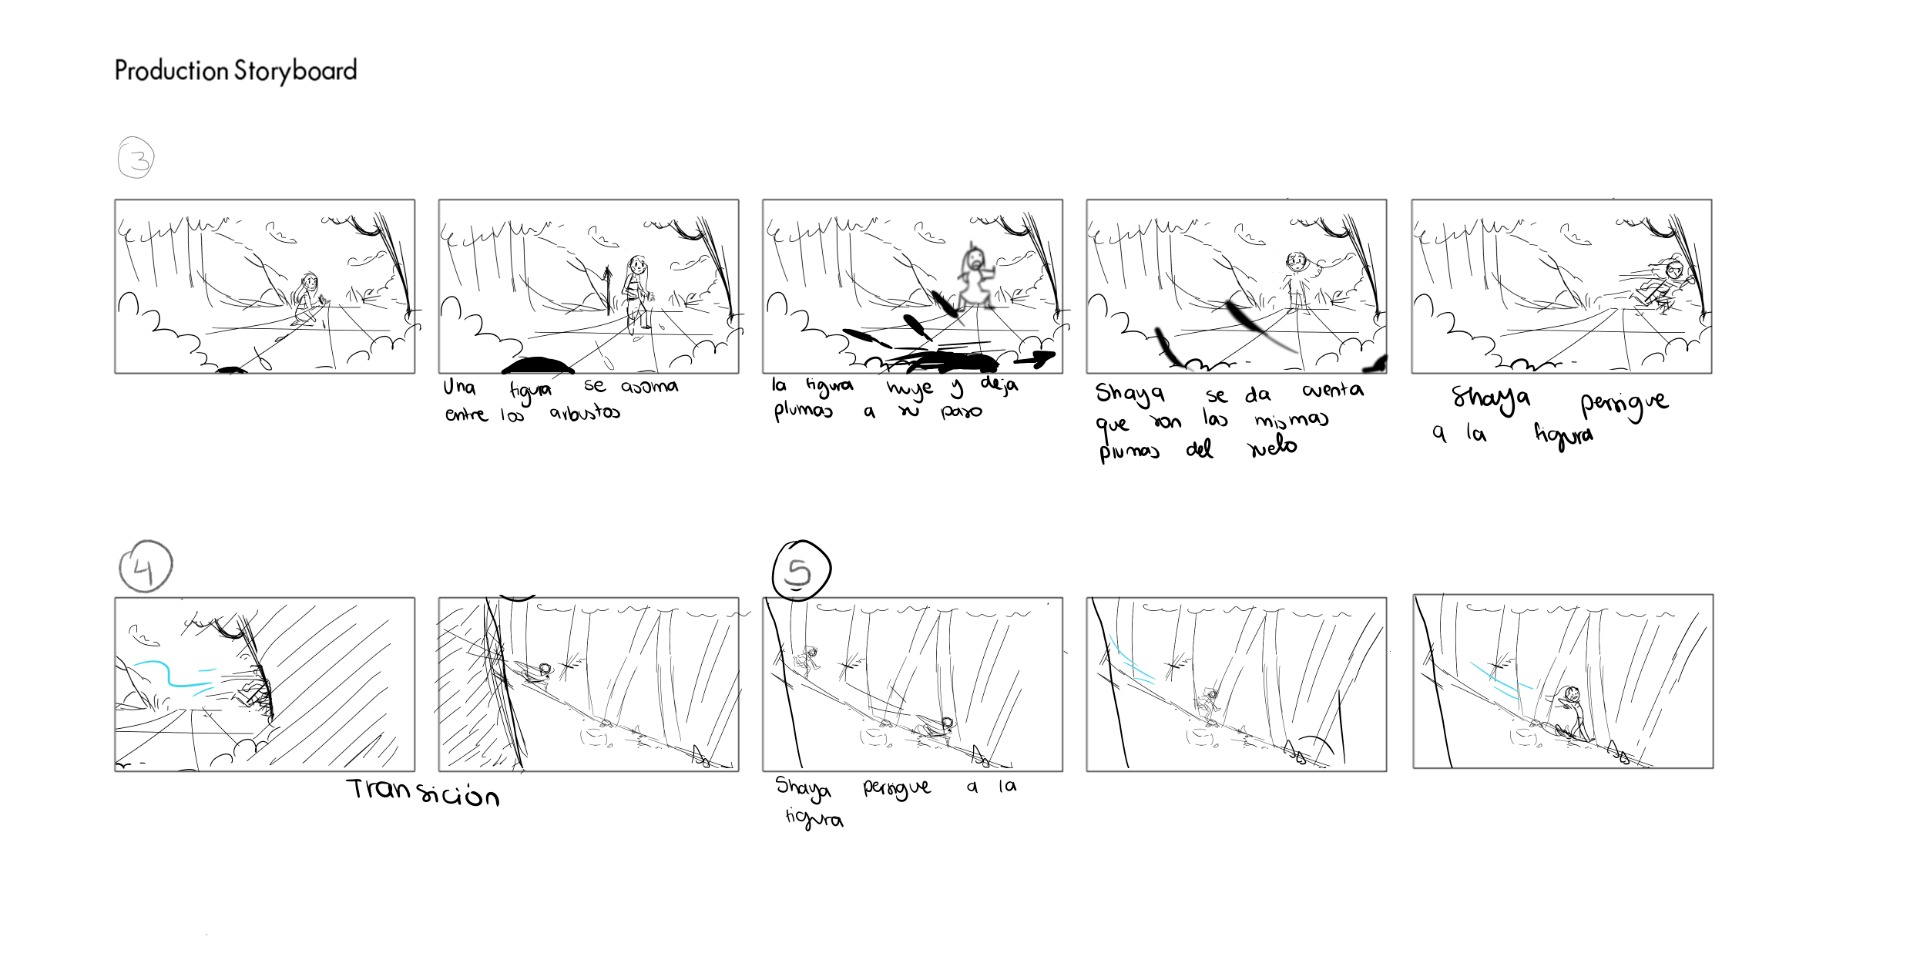 Production Storyboard
3
Una figura se asoma
entre los arbustos
la figura huye y deja
plumas a su paso
Shaya se da cuenta
que son las mismas
plumas del suelo
Shaya persigue
a la figura
4
5
Transición
Shaya persigue a la
figura